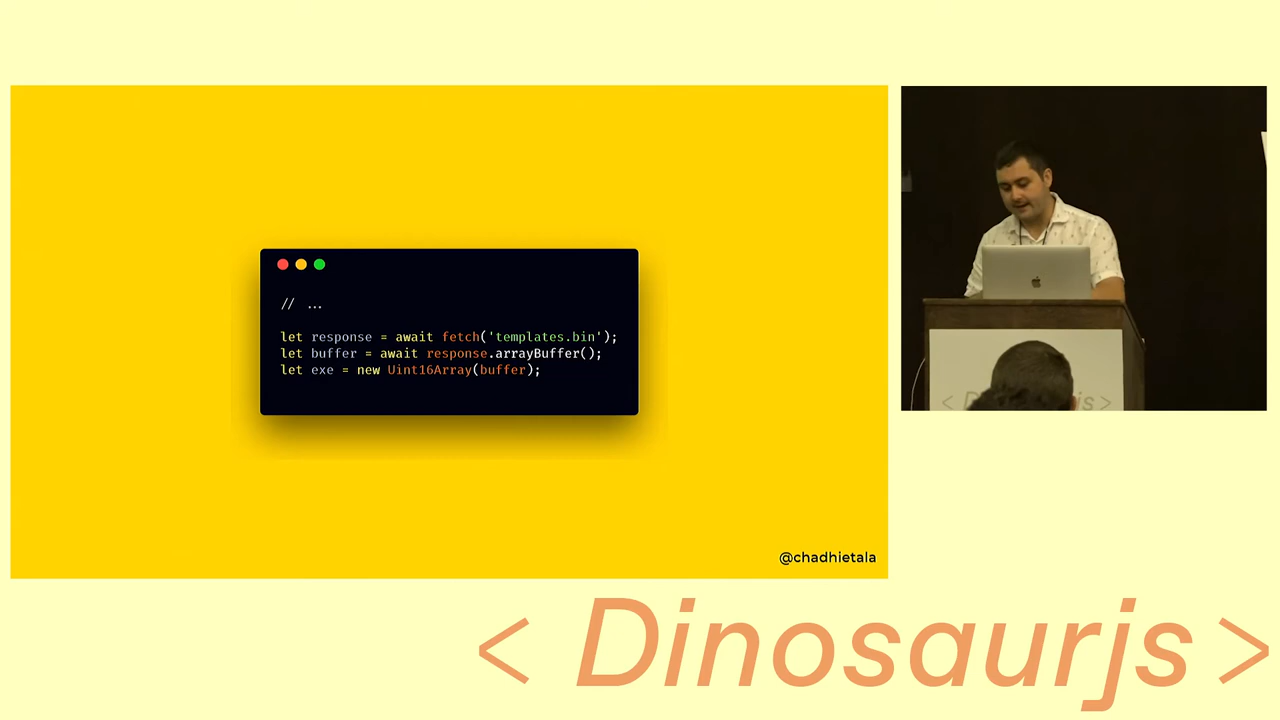 // ...
let response = await fetch('templates.bin');
let buffer = await response.arrayBuffer();
let exe = new Uint16Array(buffer);
@chadhietala
< Dinosaurjs >